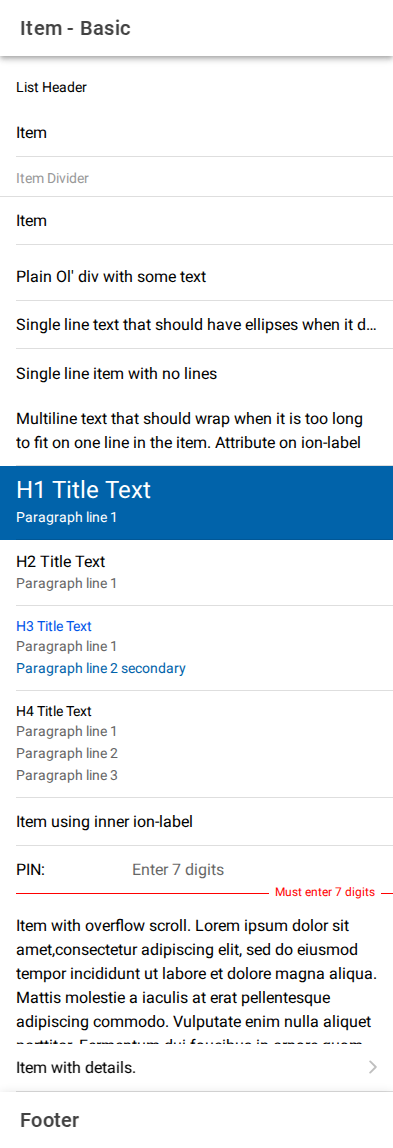 Item - Basic
List Header
Item
Item Divider
Item
Plain Ol' div with some text
Single line text that should have ellipses when it d...
Single line item with no lines
Multiline text that should wrap when it is too long
to fit on one line in the item. Attribute on ion-label
H1 Title Text
Paragraph line 1
H2 Title Text
Paragraph line 1
H3 Title Text
Paragraph line 1
Paragraph line 2 secondary
H4 Title Text
Paragraph line 1
Paragraph line 2
Paragraph line 3
Item using inner ion-label
PIN: Enter 7 digits
Must enter 7 digits
Item with overflow scroll. Lorem ipsum dolor sit
amet,consectetur adipiscing elit, sed do eiusmod
tempor incididunt ut labore et dolore magna aliqua.
Mattis molestie a iaculis at erat pellentesque
adipiscing commodo. Vulputate enim nulla aliquet
porttitor. Fermentum dui faucibus in ornare quam
Item with details.
Footer